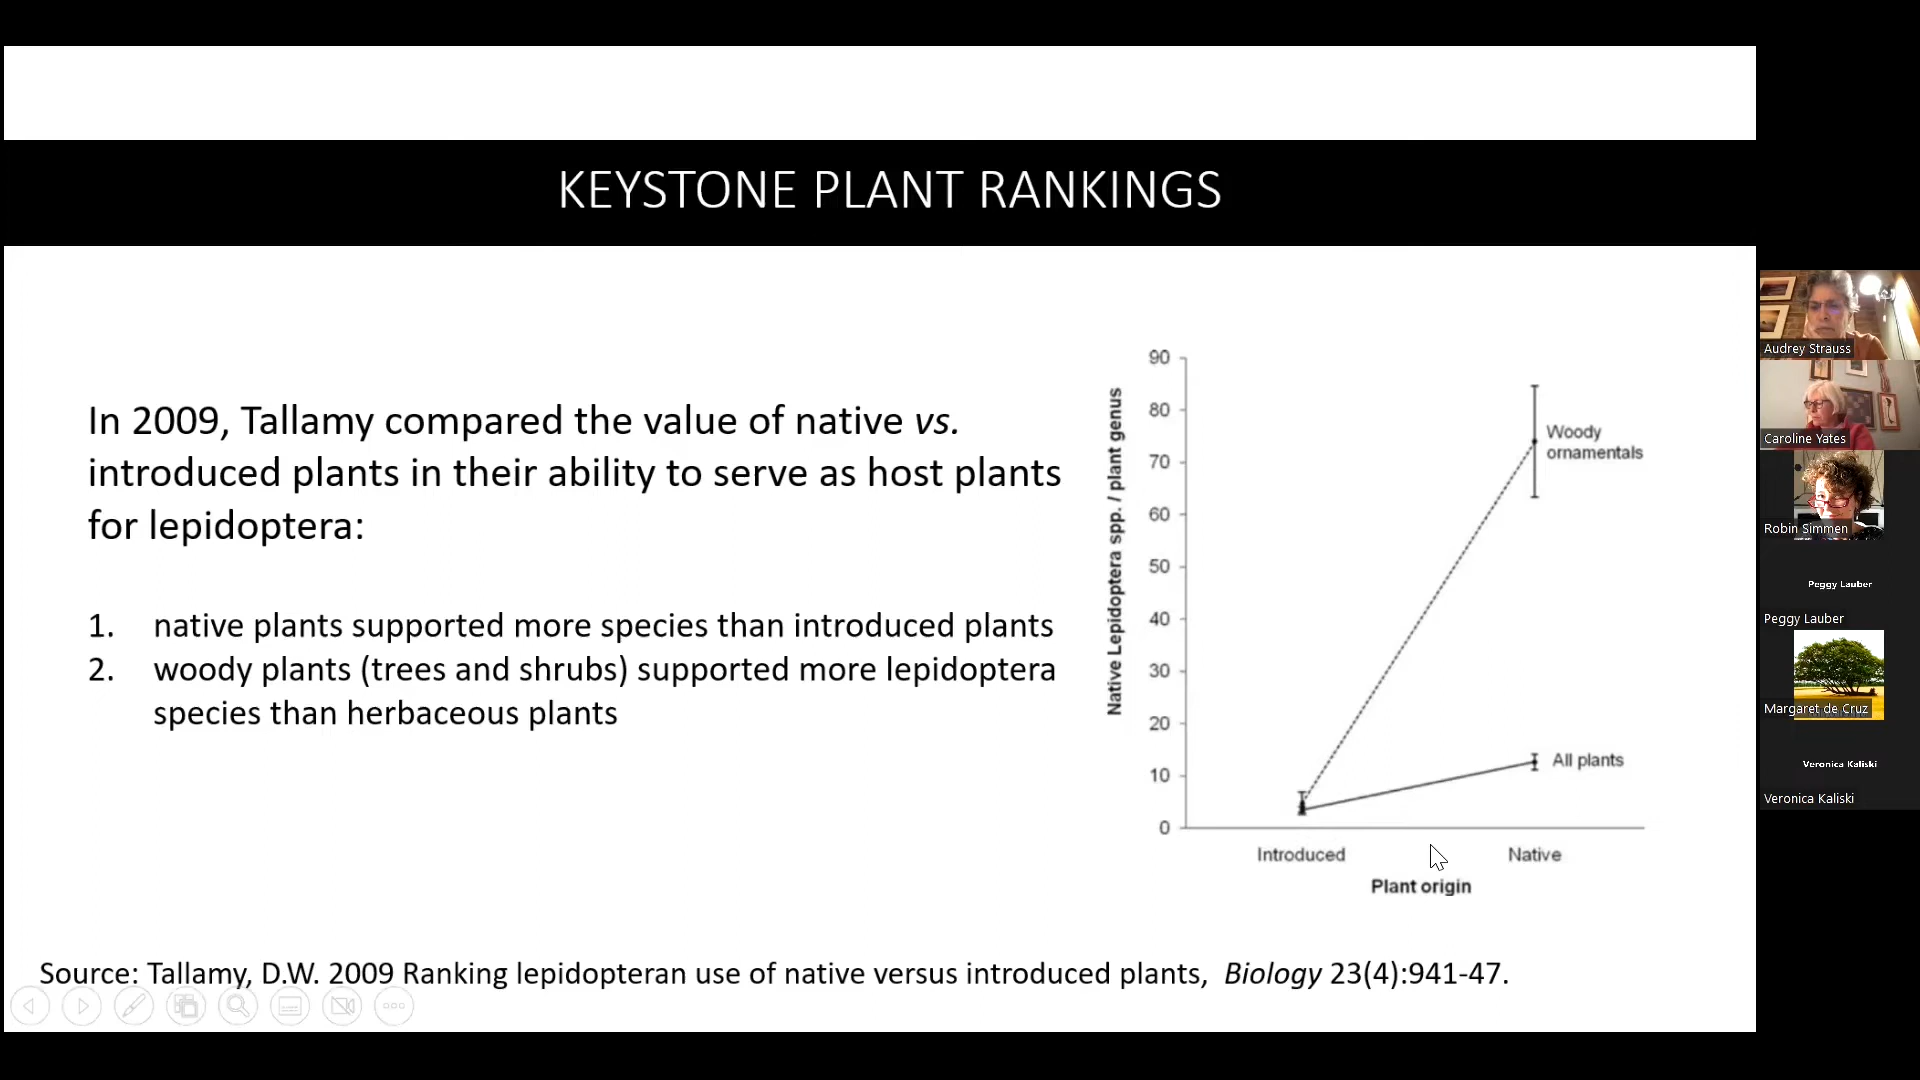 KEYSTONE PLANT RANKINGS
In 2009, Tallamy compared the value of native vs.
introduced plants in their ability to serve as host plants
for lepidoptera:
1. native plants supported more species than introduced plants
2. woody plants (trees and shrubs) supported more lepidoptera
species than herbaceous plants
Native Lepidoptera spp. / plant genus
90
80
70
60
50
40
30
20
10
0
Woody
ornamentals
All plants
Introduced
Native
Plant origin
Source: Tallamy, D.W. 2009 Ranking lepidopteran use of native versus introduced plants, Biology 23(4):941-47.
Audrey Strauss
Caroline Yates
Robin Simmen
Peggy Lauber
Peggy Lauber
Margaret de Cruz
Veronica Kaliski
Veronica Kaliski